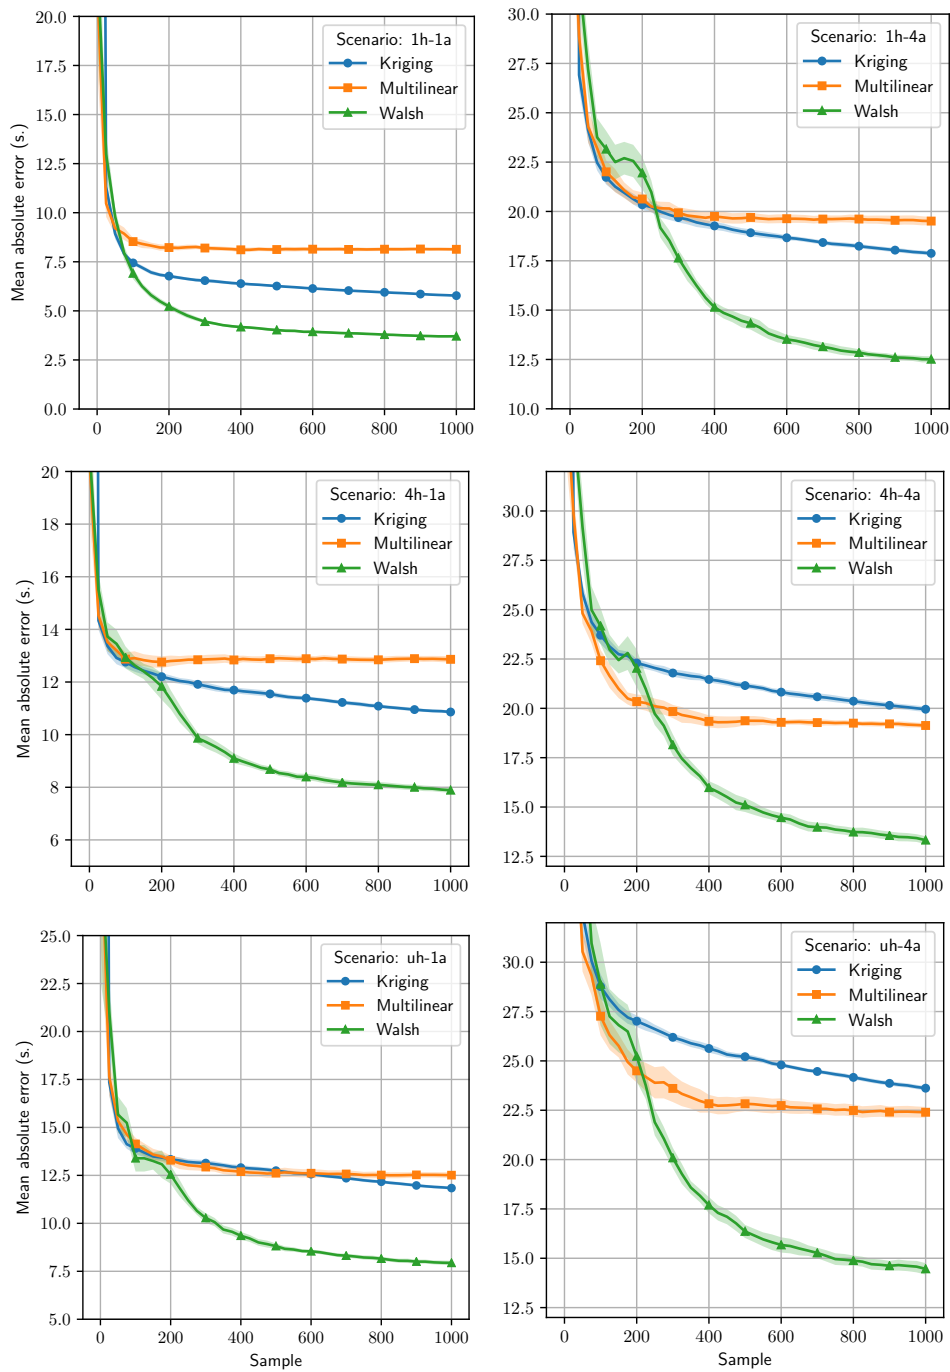 Scenario: 1h-1a
Kriging
Multilinear
Walsh
Mean absolute error (s.)
20.0
17.5
15.0
12.5
10.0
7.5
5.0
2.5
0.0
0 200 400 600 800 1000
Scenario: 1h-4a
Kriging
Multilinear
Walsh
30.0
27.5
25.0
22.5
20.0
17.5
15.0
12.5
10.0
0 200 400 600 800 1000
Scenario: 4h-1a
Kriging
Multilinear
Walsh
Mean absolute error (s.)
20
18
16
14
12
10
8
6
0 200 400 600 800 1000
Scenario: 4h-4a
Kriging
Multilinear
Walsh
30.0
27.5
25.0
22.5
20.0
17.5
15.0
12.5
0 200 400 600 800 1000
Scenario: uh-1a
Kriging
Multilinear
Walsh
Mean absolute error (s.)
25.0
22.5
20.0
17.5
15.0
12.5
10.0
7.5
5.0
0 200 400 600 800 1000
Sample
Scenario: uh-4a
Kriging
Multilinear
Walsh
30.0
27.5
25.0
22.5
20.0
17.5
15.0
12.5
0 200 400 600 800 1000
Sample